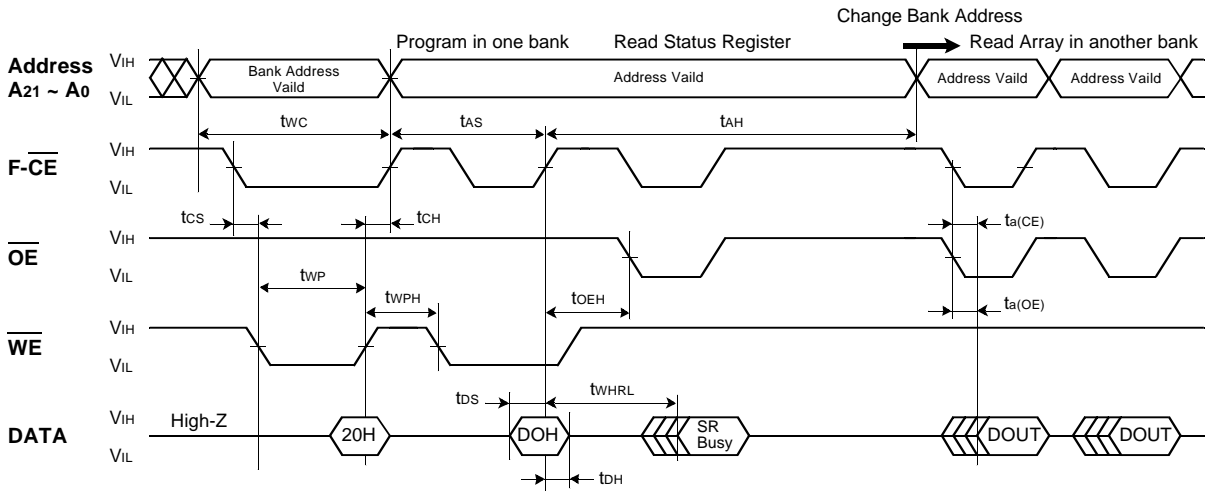 Change Bank Address
Program in one bank Read Status Register Read Array in another bank
Address
A21 ~ A0
VIH
VIL
Bank Address
Vaild
Address Vaild
Address Vaild
Address Vaild
tWC
tAS
tAH
F-CE
VIH
VIL
tCS
tCH
ta(CE)
OE
VIH
VIL
tWP
tWPH
tOEH
ta(OE)
WE
VIH
VIL
tDS
tWHRL
DATA
VIH
VIL
High-Z
20H
DOH
SR
Busy
DOUT
DOUT
tDH